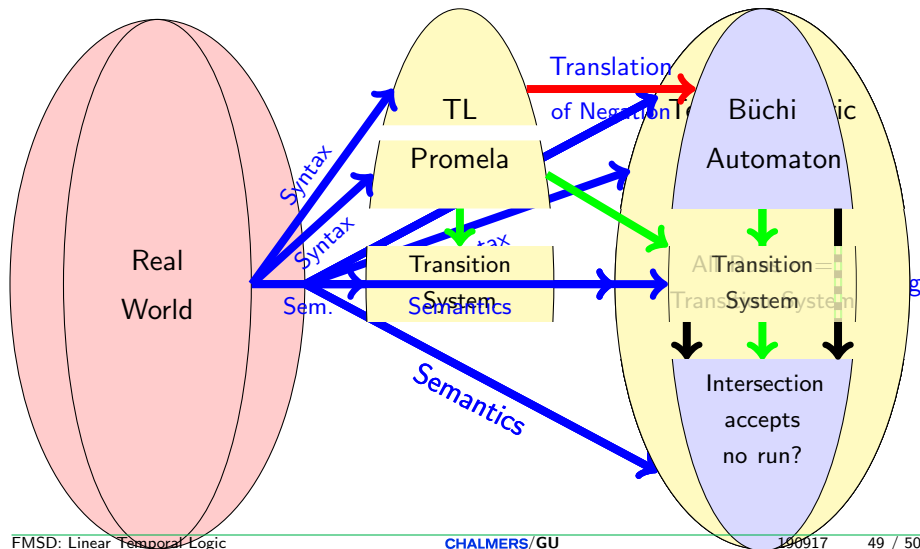 Translation
of Negation
TL
Büchi
Promela
Automaton
Syntax
Syntax
Real
World
Transition
System
Transition
System
Sem.
Semantics
Semantics
Intersection
accepts
no run?
FMSD: Linear Temporal Logic
CHALMERS/GU
190917
49 / 50